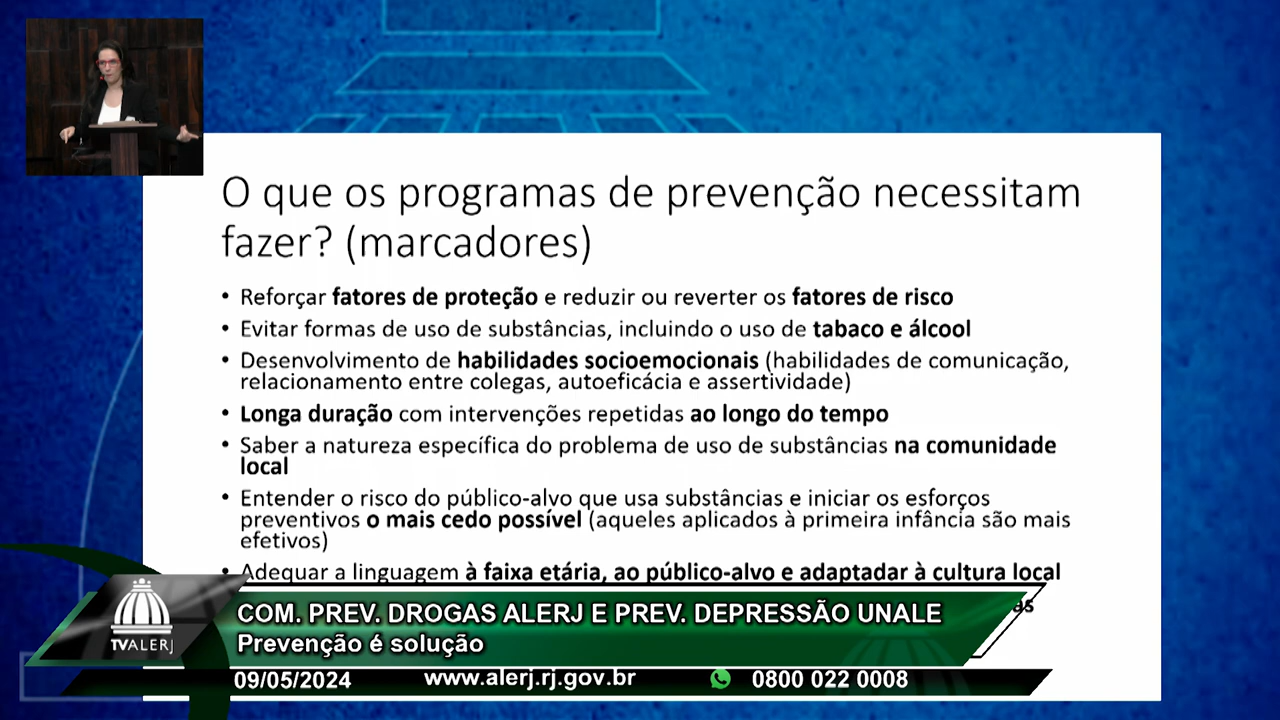 O que os programas de prevenção necessitam
fazer? (marcadores)
• Reforçar fatores de proteção e reduzir ou reverter os fatores de risco
• Evitar formas de uso de substâncias, incluindo o uso de tabaco e álcool
• Desenvolvimento de habilidades socioemocionais (habilidades de comunicação,
relacionamento entre colegas, autoeficácia e assertividade)
• Longa duração com intervenções repetidas ao longo do tempo
• Saber a natureza específica do problema de uso de substâncias na comunidade
local
• Entender o risco do público-alvo que usa substâncias e iniciar os esforços
preventivos o mais cedo possível (aqueles aplicados à primeira infância são mais
efetivos)
• Adequar a linguagem à faixa etária, ao público-alvo e adaptadar à cultura local
COM. PREV. DROGAS ALERJ E PREV. DEPRESSÃO UNALE
Prevenção é solução
TVALERJ
09/05/2024 www.alerj.rj.gov.br 0800 022 0008